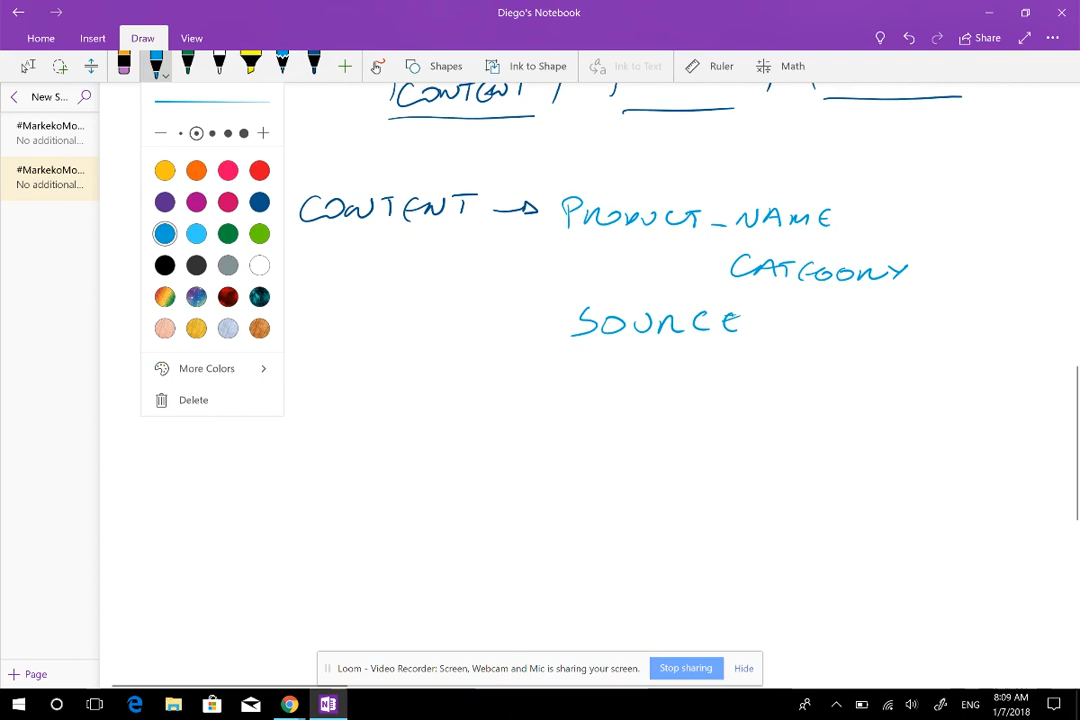 Diego's Notebook
Home Insert Draw View
Share
Shapes Ink to Shape Ink to Text Ruler Math
New S...
#MarkekoMo...
No additional...
#MarkekoMo...
No additional...
CONTENT
CONTENT → PRODUCT_NAME
CATEGORY
SOURCE
More Colors
Delete
Page
Loom - Video Recorder: Screen, Webcam and Mic is sharing your screen. Stop sharing Hide
ENG
8:09 AM
1/7/2018